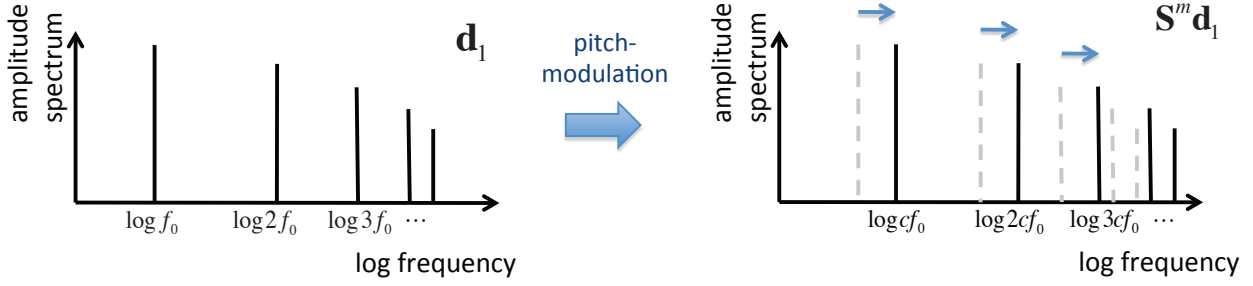 amplitude
spectrum
d₁
log f₀
log 2f₀
log 3f₀
⋯
log frequency
pitch-
modulation
amplitude
spectrum
Sᵐd₁
log cf₀
log 2cf₀
log 3cf₀
⋯
log frequency